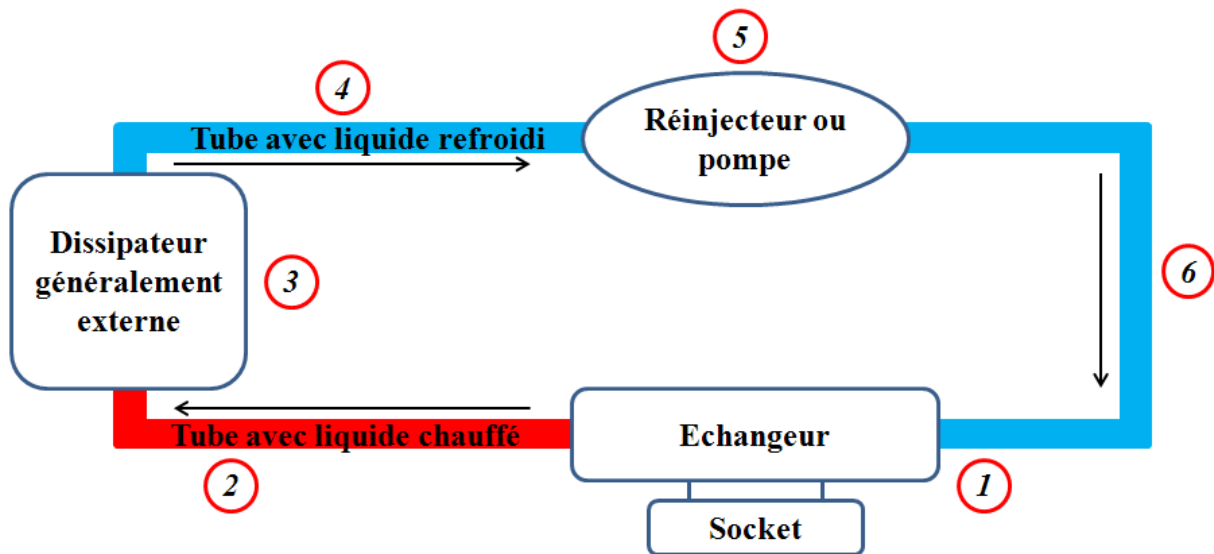 5
4
Tube avec liquide refroidi
Réinjecteur ou
pompe
Dissipateur
généralement
externe
3
6
Tube avec liquide chauffé
Echangeur
2
1
Socket